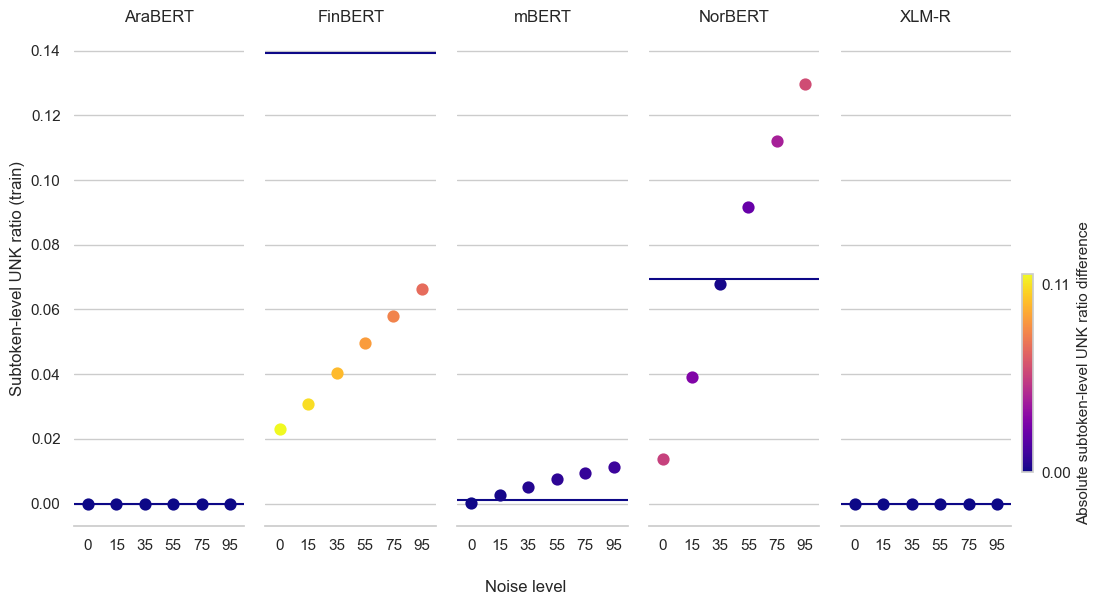 AraBERT
FinBERT
mBERT
NorBERT
XLM-R
Subtoken-level UNK ratio (train)
0.14
0.12
0.10
0.08
0.06
0.04
0.02
0.00
0 15 35 55 75 95
0 15 35 55 75 95
0 15 35 55 75 95
0 15 35 55 75 95
0 15 35 55 75 95
Noise level
0.11
0.00
Absolute subtoken-level UNK ratio difference